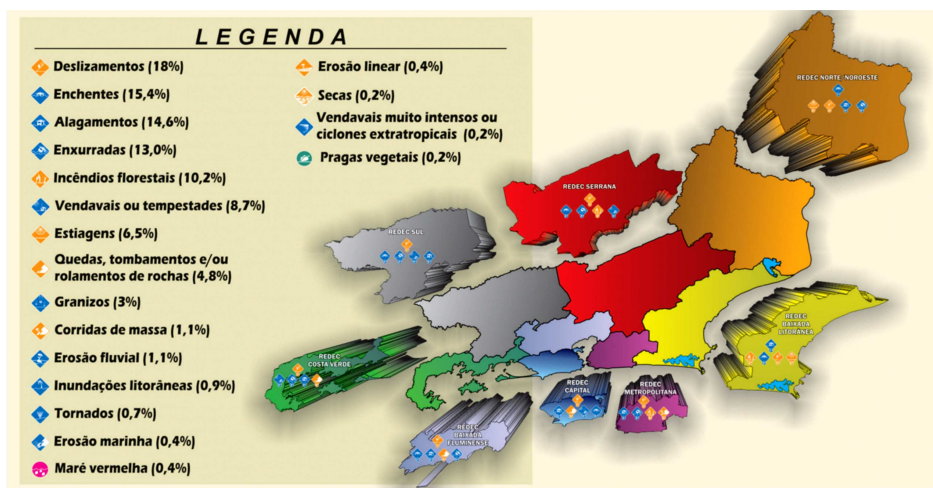 LEGENDA
Deslizamentos (18%)
Enchentes (15,4%)
Alagamentos (14,6%)
Enxurradas (13,0%)
Incêndios florestais (10,2%)
Vendavais ou tempestades (8,7%)
Estiagens (6,5%)
Quedas, tombamentos e/ou
rolamentos de rochas (4,8%)
Granizos (3%)
Corridas de massa (1,1%)
Erosão fluvial (1,1%)
Inundações litorâneas (0,9%)
Tornados (0,7%)
Erosão marinha (0,4%)
Maré vermelha (0,4%)
Erosão linear (0,4%)
Secas (0,2%)
Vendavais muito intensos ou
ciclones extratropicais (0,2%)
Pragas vegetais (0,2%)
REDEC NORTE NOROESTE
REDEC SERRANA
REDEC SUL
REDEC
BAIXADA
LITORÂNEA
REDEC
COSTA VERDE
REDEC
CAPITAL
REDEC
METROPOLITANA
REDEC
BAIXADA
FLUMINENSE